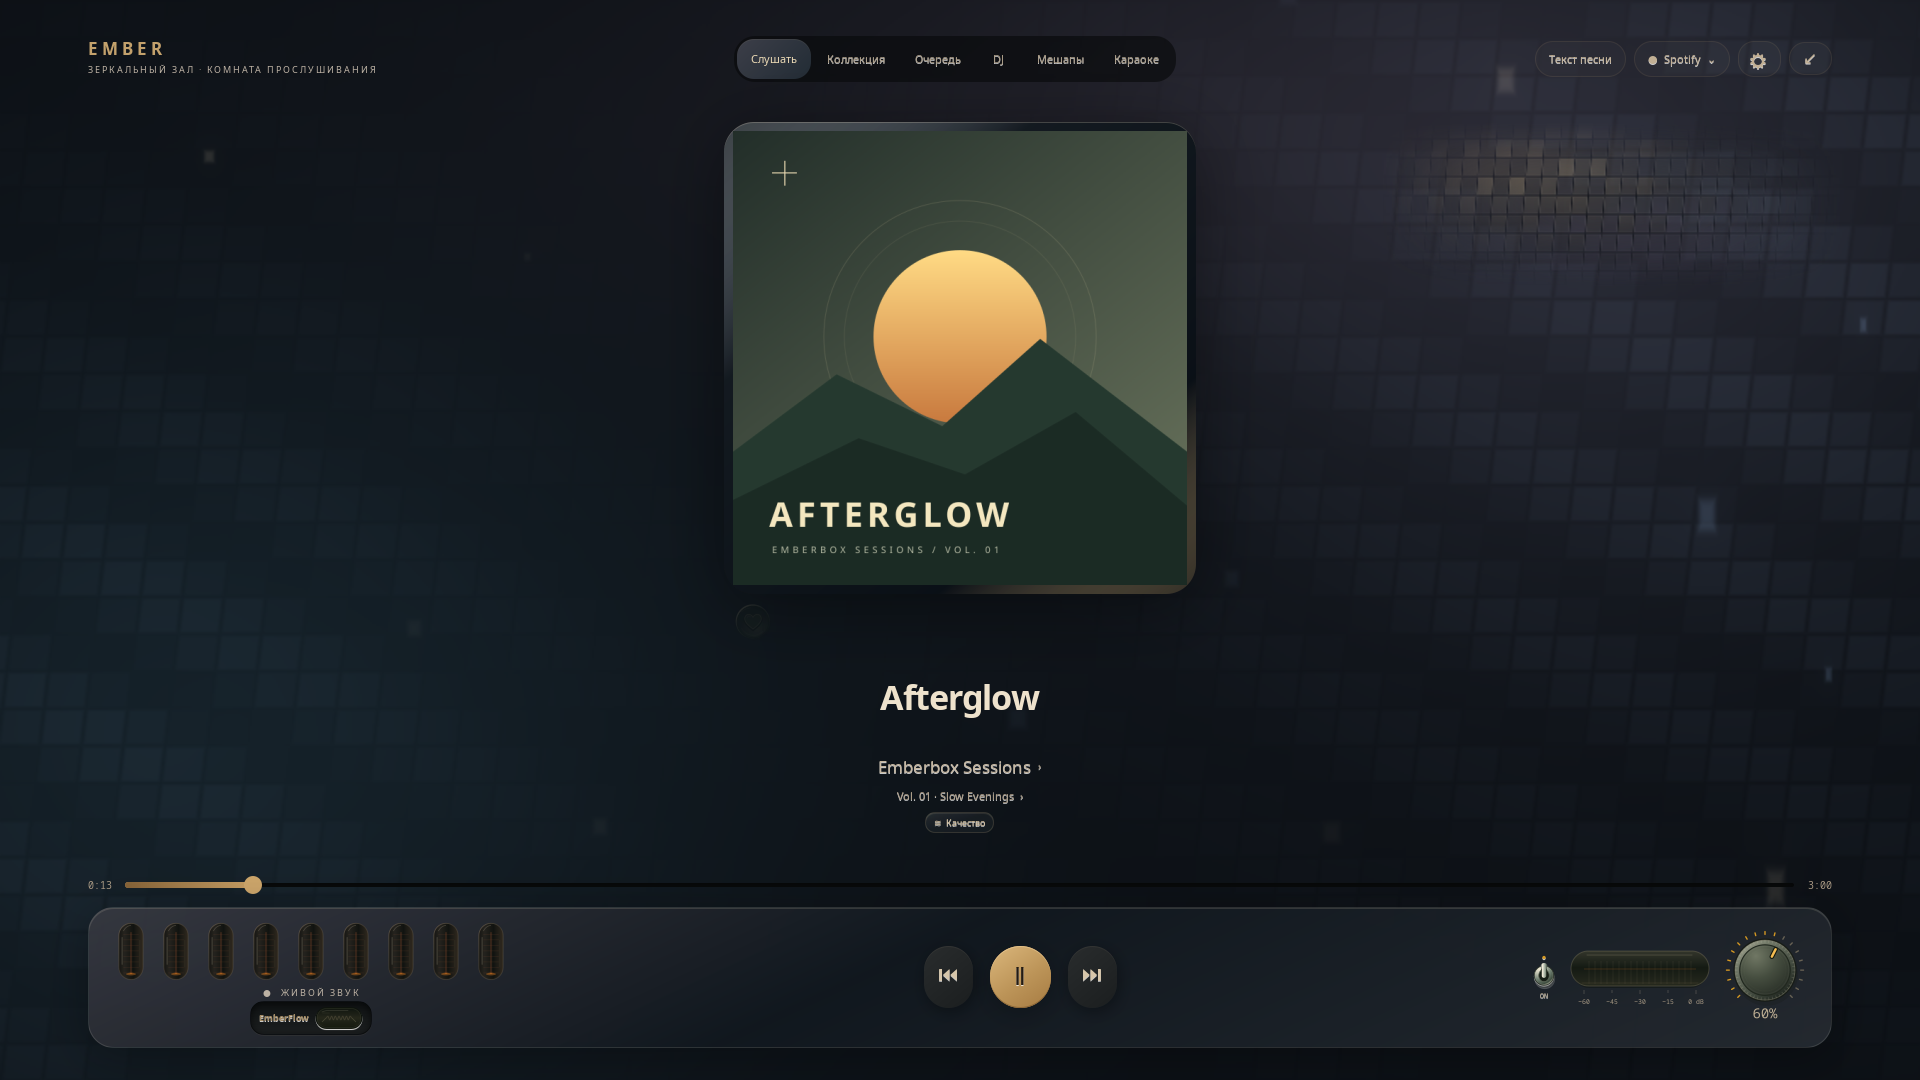 EMBER
ЗЕРКАЛЬНЫЙ ЗАЛ · КОМНАТА ПРОСЛУШИВАНИЯ
Слушать Коллекция Очередь DJ Мешапы Караоке
Текст песни Spotify
AFTERGLOW
EMBERBOX SESSIONS / VOL. 01
Afterglow
Emberbox Sessions ›
Vol. 01 · Slow Evenings ›
Качество
0:13 3:00
ЖИВОЙ ЗВУК
EmberFlow
ON
−60 −45 −30 −15 0 dB
60%